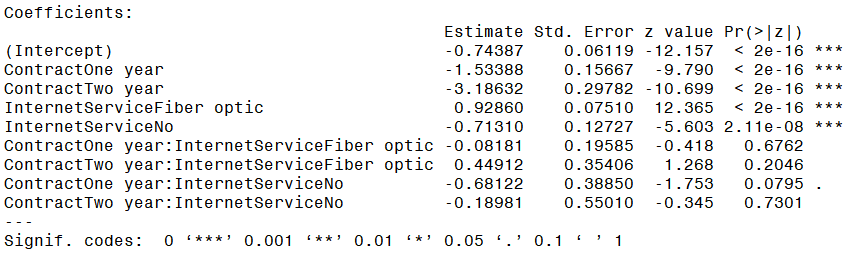 Coefficients:
Estimate Std. Error z value Pr(>|z|)
(Intercept) -0.74387 0.06119 -12.157 < 2e-16 ***
ContractOne year -1.53388 0.15667 -9.790 < 2e-16 ***
ContractTwo year -3.18632 0.29782 -10.699 < 2e-16 ***
InternetServiceFiber optic 0.92860 0.07510 12.365 < 2e-16 ***
InternetServiceNo -0.71310 0.12727 -5.603 2.11e-08 ***
ContractOne year:InternetServiceFiber optic -0.08181 0.19585 -0.418 0.6762
ContractTwo year:InternetServiceFiber optic 0.44912 0.35406 1.268 0.2046
ContractOne year:InternetServiceNo -0.68122 0.38850 -1.753 0.0795 .
ContractTwo year:InternetServiceNo -0.18981 0.55010 -0.345 0.7301
---
Signif. codes: 0 ‘***’ 0.001 ‘**’ 0.01 ‘*’ 0.05 ‘.’ 0.1 ‘ ’ 1